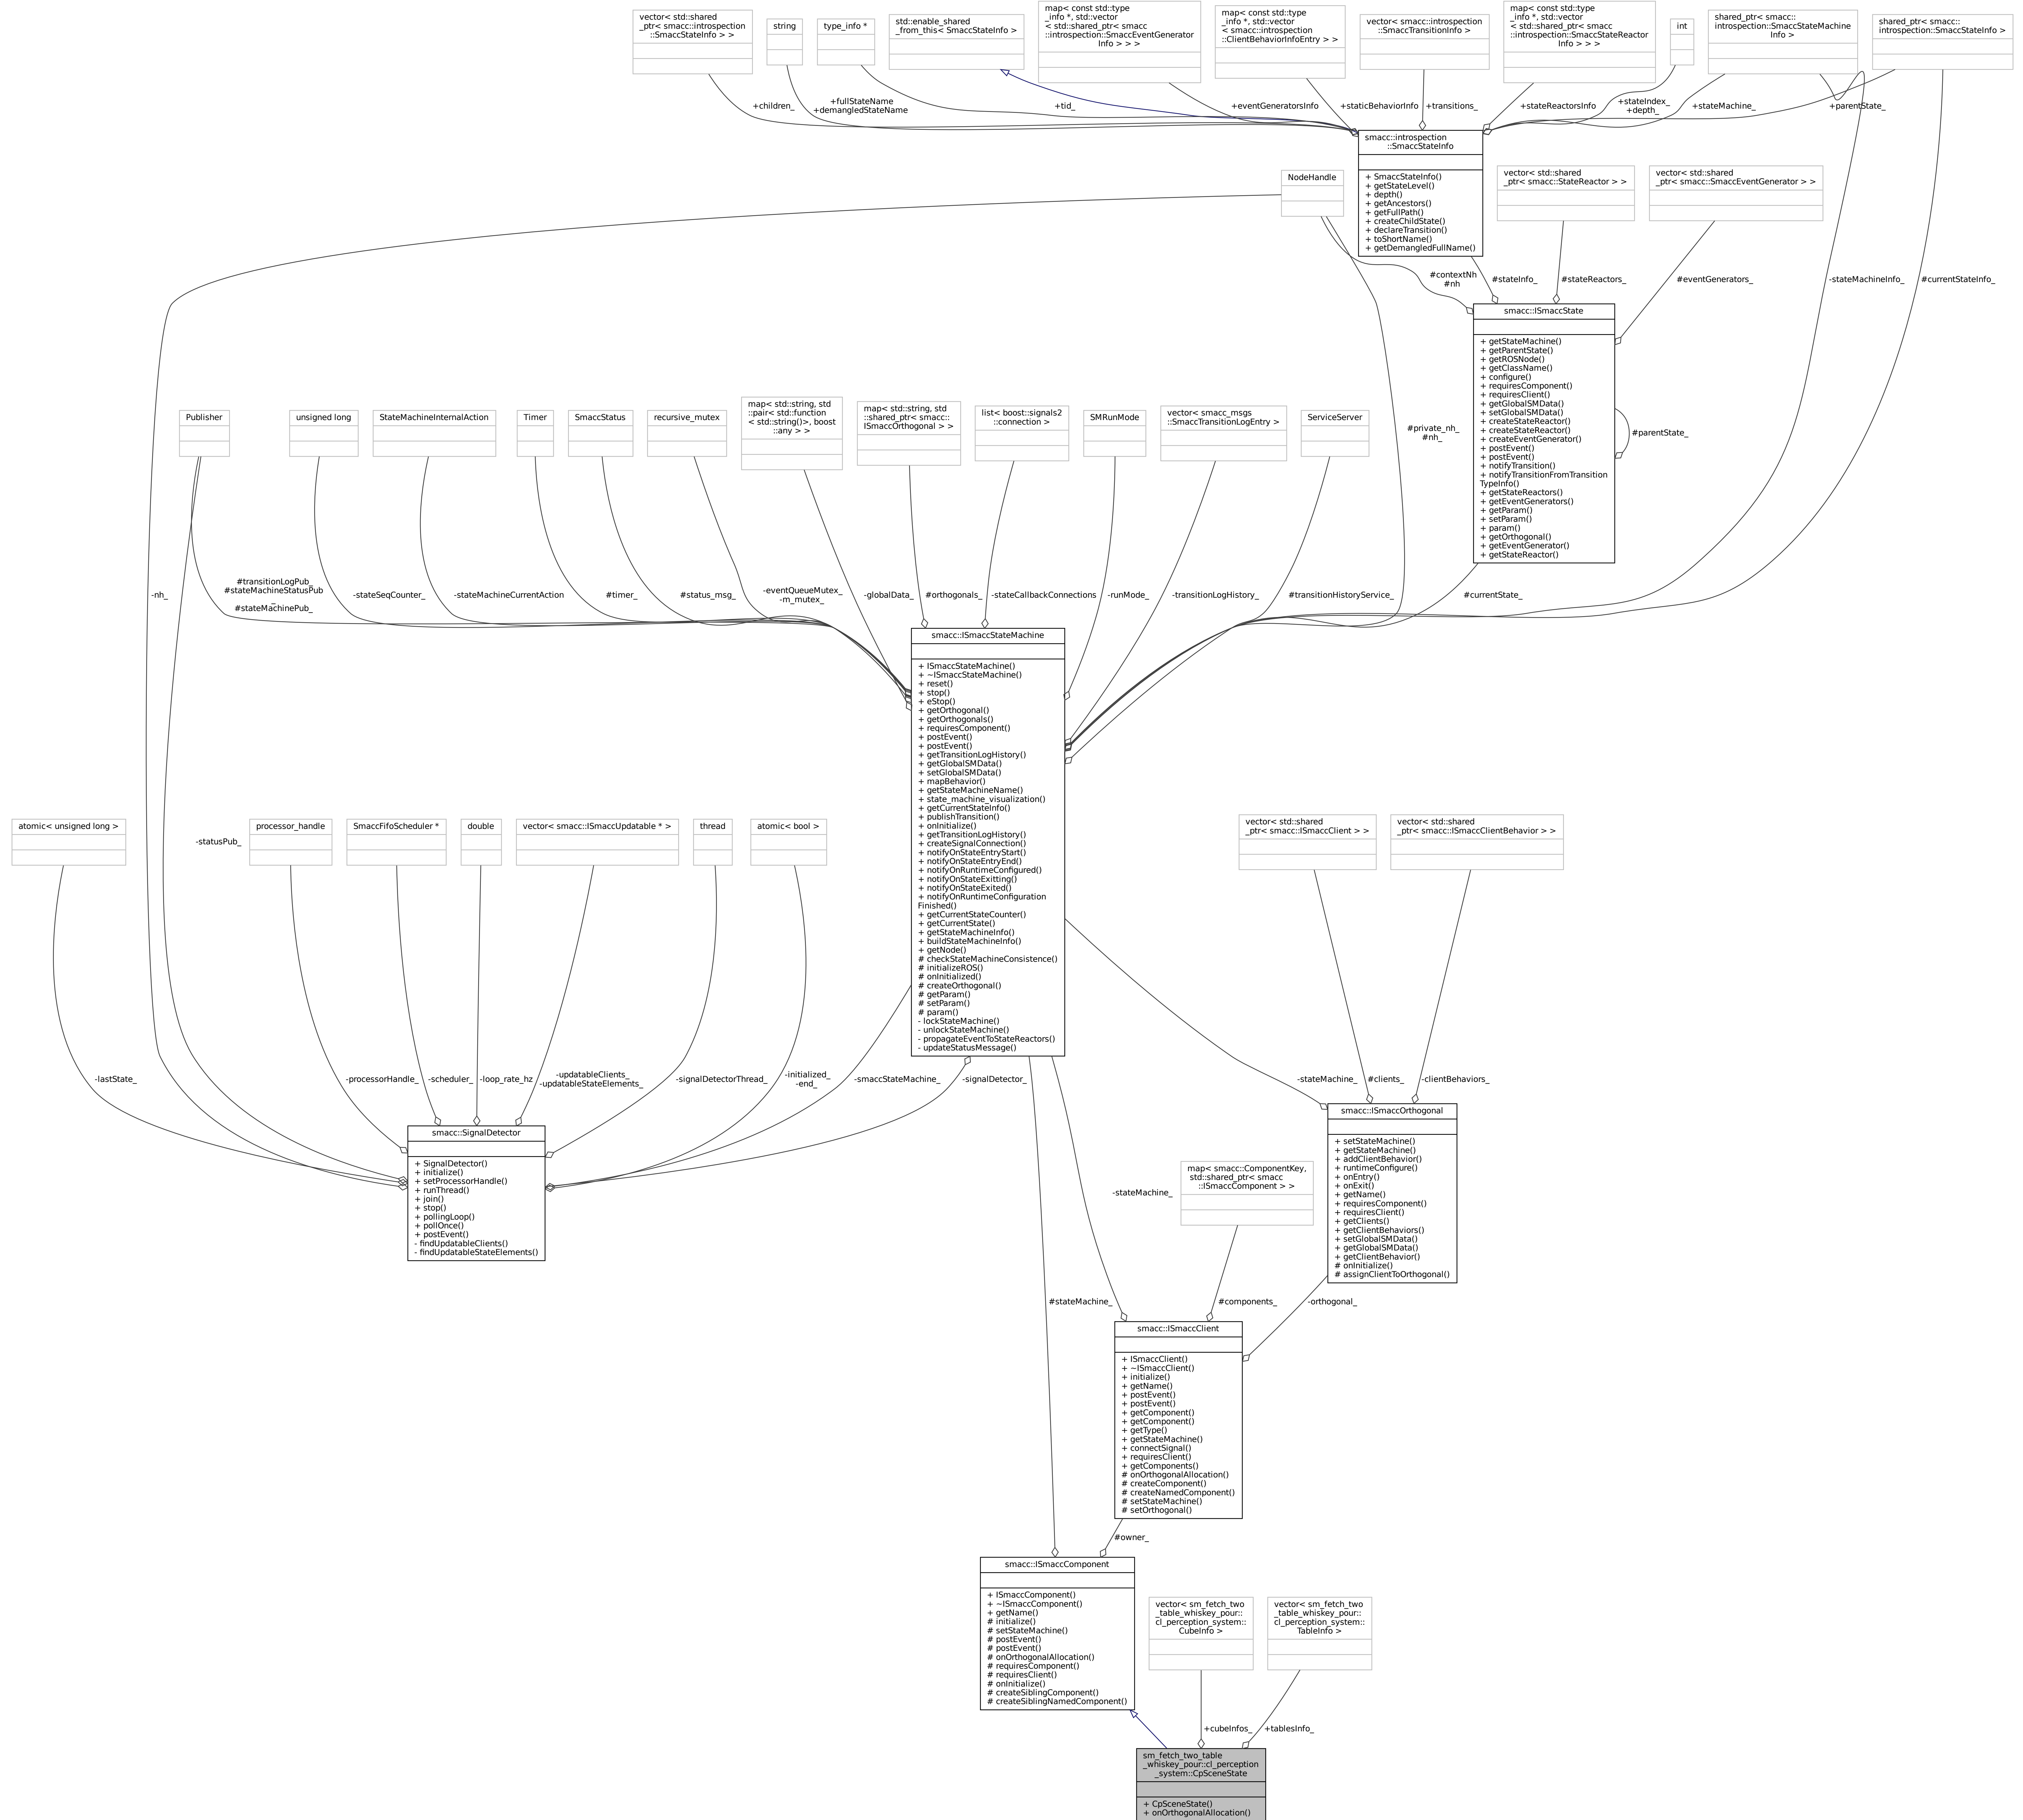 vector< std::shared
_ptr< smacc::introspection
::SmaccStateInfo > >
string
type_info *
std::enable_shared
_from_this< SmaccStateInfo >
map< const std::type
_info *, std::vector
< std::shared_ptr< smacc
::introspection::SmaccEventGenerator
Info > > >
map< const std::type
_info *, std::vector
< smacc::introspection
::ClientBehaviorInfoEntry > >
vector< smacc::introspection
::SmaccTransitionInfo >
map< const std::type
_info *, std::vector
< std::shared_ptr< smacc
::introspection::SmaccStateReactor
Info > > >
int
shared_ptr< smacc::
introspection::SmaccStateMachine
Info >
shared_ptr< smacc::
introspection::SmaccStateInfo >
+children_
+fullStateName
+demangledStateName
+tid_
+eventGeneratorsInfo
+staticBehaviorInfo
+transitions_
+stateReactorsInfo
+stateIndex_
+depth_
+stateMachine_
+parentState_
smacc::introspection
::SmaccStateInfo
+ SmaccStateInfo()
+ getStateLevel()
+ depth()
+ getAncestors()
+ getFullPath()
+ createChildState()
+ declareTransition()
+ toShortName()
+ getDemangledFullName()
NodeHandle
vector< std::shared
_ptr< smacc::StateReactor > >
vector< std::shared
_ptr< smacc::SmaccEventGenerator > >
#contextNh
#nh
#stateInfo_
#stateReactors_
#eventGenerators_
-stateMachineInfo_
#currentStateInfo_
smacc::ISmaccState
+ getStateMachine()
+ getParentState()
+ getROSNode()
+ getClassName()
+ configure()
+ requiresComponent()
+ requiresClient()
+ getGlobalSMData()
+ setGlobalSMData()
+ createStateReactor()
+ createStateReactor()
+ createEventGenerator()
+ postEvent()
+ postEvent()
+ notifyTransition()
+ notifyTransitionFromTransition
TypeInfo()
+ getStateReactors()
+ getEventGenerators()
+ getParam()
+ setParam()
+ param()
+ getOrthogonal()
+ getEventGenerator()
+ getStateReactor()
#parentState_
Publisher
unsigned long
StateMachineInternalAction
Timer
SmaccStatus
recursive_mutex
map< std::string, std
::pair< std::function
< std::string()>, boost
::any > >
map< std::string, std
::shared_ptr< smacc::
ISmaccOrthogonal > >
list< boost::signals2
::connection >
SMRunMode
vector< smacc_msgs
::SmaccTransitionLogEntry >
ServiceServer
#private_nh_
#nh_
-nh_
#transitionLogPub_
#stateMachineStatusPub
_
#stateMachinePub_
-stateSeqCounter_
-stateMachineCurrentAction
#timer_
#status_msg_
-eventQueueMutex_
-m_mutex_
-globalData_
#orthogonals_
-stateCallbackConnections
-runMode_
-transitionLogHistory_
#transitionHistoryService_
#currentState_
smacc::ISmaccStateMachine
+ ISmaccStateMachine()
+ ~ISmaccStateMachine()
+ reset()
+ stop()
+ eStop()
+ getOrthogonal()
+ getOrthogonals()
+ requiresComponent()
+ postEvent()
+ postEvent()
+ getTransitionLogHistory()
+ getGlobalSMData()
+ setGlobalSMData()
+ mapBehavior()
+ getStateMachineName()
+ state_machine_visualization()
+ getCurrentStateInfo()
+ publishTransition()
+ onInitialize()
+ getTransitionLogHistory()
+ createSignalConnection()
+ notifyOnStateEntryStart()
+ notifyOnStateEntryEnd()
+ notifyOnRuntimeConfigured()
+ notifyOnStateExitting()
+ notifyOnStateExited()
+ notifyOnRuntimeConfiguration
Finished()
+ getCurrentStateCounter()
+ getCurrentState()
+ getStateMachineInfo()
+ buildStateMachineInfo()
+ getNode()
# checkStateMachineConsistence()
# initializeROS()
# onInitialized()
# createOrthogonal()
# getParam()
# setParam()
# param()
- lockStateMachine()
- unlockStateMachine()
- propagateEventToStateReactors()
- updateStatusMessage()
atomic< unsigned long >
-statusPub_
processor_handle
SmaccFifoScheduler *
double
vector< smacc::ISmaccUpdatable * >
thread
atomic< bool >
vector< std::shared
_ptr< smacc::ISmaccClient > >
vector< std::shared
_ptr< smacc::ISmaccClientBehavior > >
-lastState_
-processorHandle_
-scheduler_
-loop_rate_hz
-updatableClients_
-updatableStateElements_
-signalDetectorThread_
-initialized_
-end_
-smaccStateMachine_
-signalDetector_
-stateMachine_
#clients_
-clientBehaviors_
smacc::SignalDetector
+ SignalDetector()
+ initialize()
+ setProcessorHandle()
+ runThread()
+ join()
+ stop()
+ pollingLoop()
+ pollOnce()
+ postEvent()
- findUpdatableClients()
- findUpdatableStateElements()
smacc::ISmaccOrthogonal
+ setStateMachine()
+ getStateMachine()
+ addClientBehavior()
+ runtimeConfigure()
+ onEntry()
+ onExit()
+ getName()
+ requiresComponent()
+ requiresClient()
+ getClients()
+ getClientBehaviors()
+ setGlobalSMData()
+ getGlobalSMData()
+ getClientBehavior()
# onInitialize()
# assignClientToOrthogonal()
-stateMachine_
map< smacc::ComponentKey,
std::shared_ptr< smacc
::ISmaccComponent > >
#stateMachine_
#components_
-orthogonal_
smacc::ISmaccClient
+ ISmaccClient()
+ ~ISmaccClient()
+ initialize()
+ getName()
+ postEvent()
+ postEvent()
+ getComponent()
+ getComponent()
+ getType()
+ getStateMachine()
+ connectSignal()
+ requiresClient()
+ getComponents()
# onOrthogonalAllocation()
# createComponent()
# createNamedComponent()
# setStateMachine()
# setOrthogonal()
#owner_
smacc::ISmaccComponent
+ ISmaccComponent()
+ ~ISmaccComponent()
+ getName()
# initialize()
# setStateMachine()
# postEvent()
# postEvent()
# onOrthogonalAllocation()
# requiresComponent()
# requiresClient()
# onInitialize()
# createSiblingComponent()
# createSiblingNamedComponent()
vector< sm_fetch_two
_table_whiskey_pour::
cl_perception_system::
CubeInfo >
vector< sm_fetch_two
_table_whiskey_pour::
cl_perception_system::
TableInfo >
+cubeInfos_
+tablesInfo_
sm_fetch_two_table
_whiskey_pour::cl_perception
_system::CpSceneState
+ CpSceneState()
+ onOrthogonalAllocation()